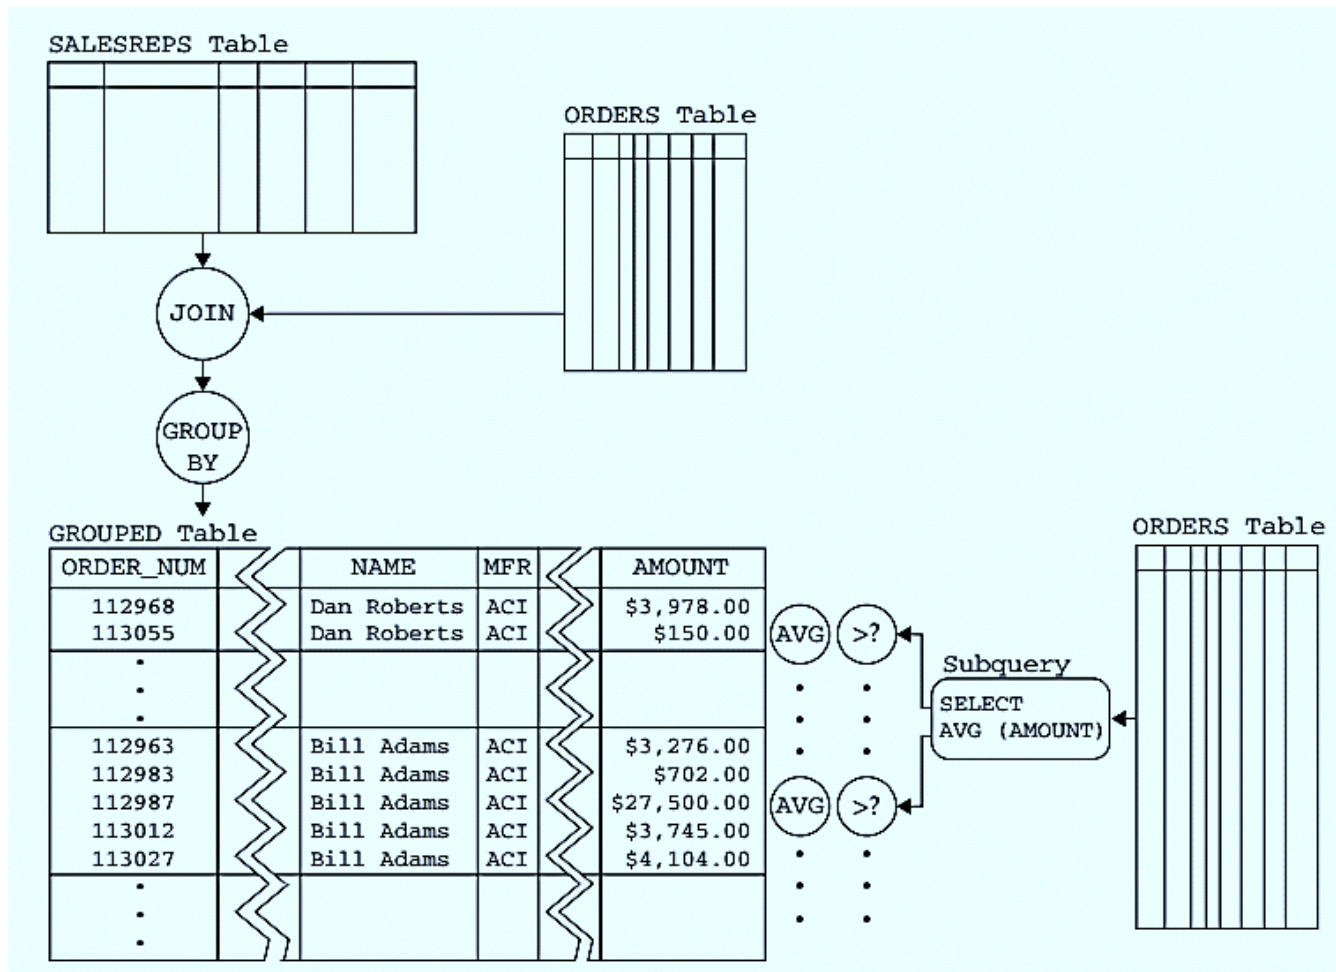 SALESREPS Table
ORDERS Table
JOIN
GROUP
BY
GROUPED Table
ORDER_NUM NAME MFR AMOUNT
112968 Dan Roberts ACI $3,978.00
113055 Dan Roberts ACI $150.00
112963 Bill Adams ACI $3,276.00
112983 Bill Adams ACI $702.00
112987 Bill Adams ACI $27,500.00
113012 Bill Adams ACI $3,745.00
113027 Bill Adams ACI $4,104.00
AVG >?
AVG >?
Subquery
SELECT
AVG (AMOUNT)
ORDERS Table